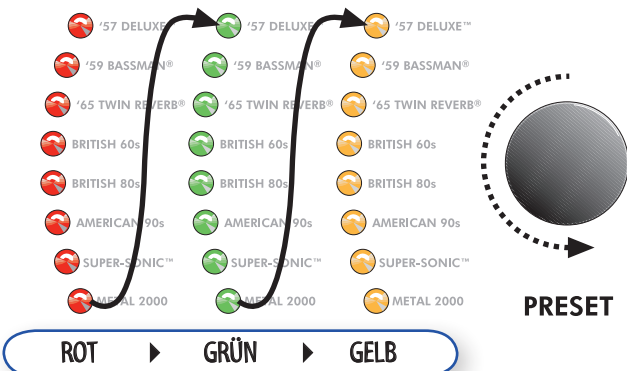 '57 DELUXE '57 DELUXE '57 DELUXE™
'59 BASSMAN® '59 BASSMAN® '59 BASSMAN®
'65 TWIN REVERB® '65 TWIN REVERB® '65 TWIN REVERB®
BRITISH 60s BRITISH 60s BRITISH 60s
BRITISH 80s BRITISH 80s BRITISH 80s
AMERICAN 90s AMERICAN 90s AMERICAN 90s
SUPER-SONIC™ SUPER-SONIC™ SUPER-SONIC™
METAL 2000 METAL 2000 METAL 2000
PRESET
ROT GRÜN GELB